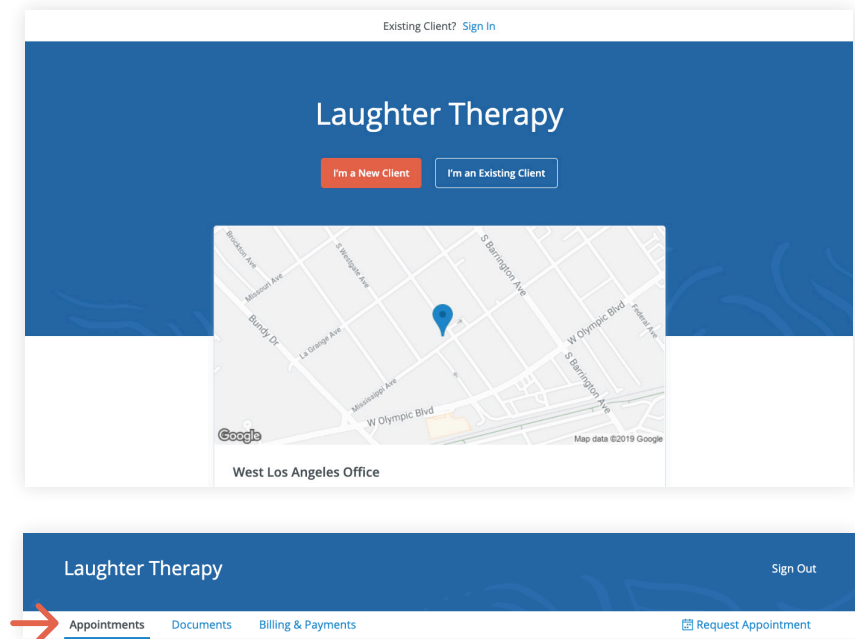 Existing Client? Sign In
Laughter Therapy
I'm a New Client
I'm an Existing Client
Brockton Ave
Missouri Ave
S Westgate Ave
S Barrington Ave
Bundy Dr
La Grange Ave
W Olympic Blvd
Federal Ave
Mississippi Ave
S Barrington Ave
W Olympic Blvd
Google
Map data ©2019 Google
West Los Angeles Office
Laughter Therapy
Sign Out
Appointments
Documents
Billing & Payments
Request Appointment